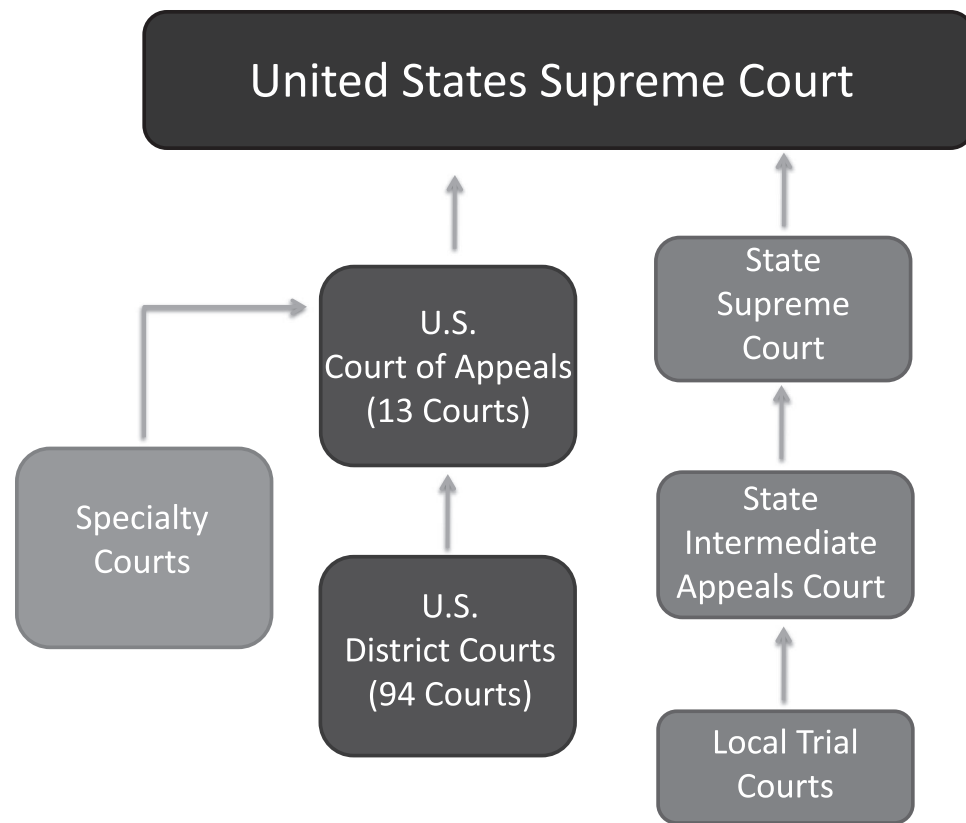 United States Supreme Court
U.S.
Court of Appeals
(13 Courts)
State
Supreme
Court
Specialty
Courts
U.S.
District Courts
(94 Courts)
State
Intermediate
Appeals Court
Local Trial
Courts